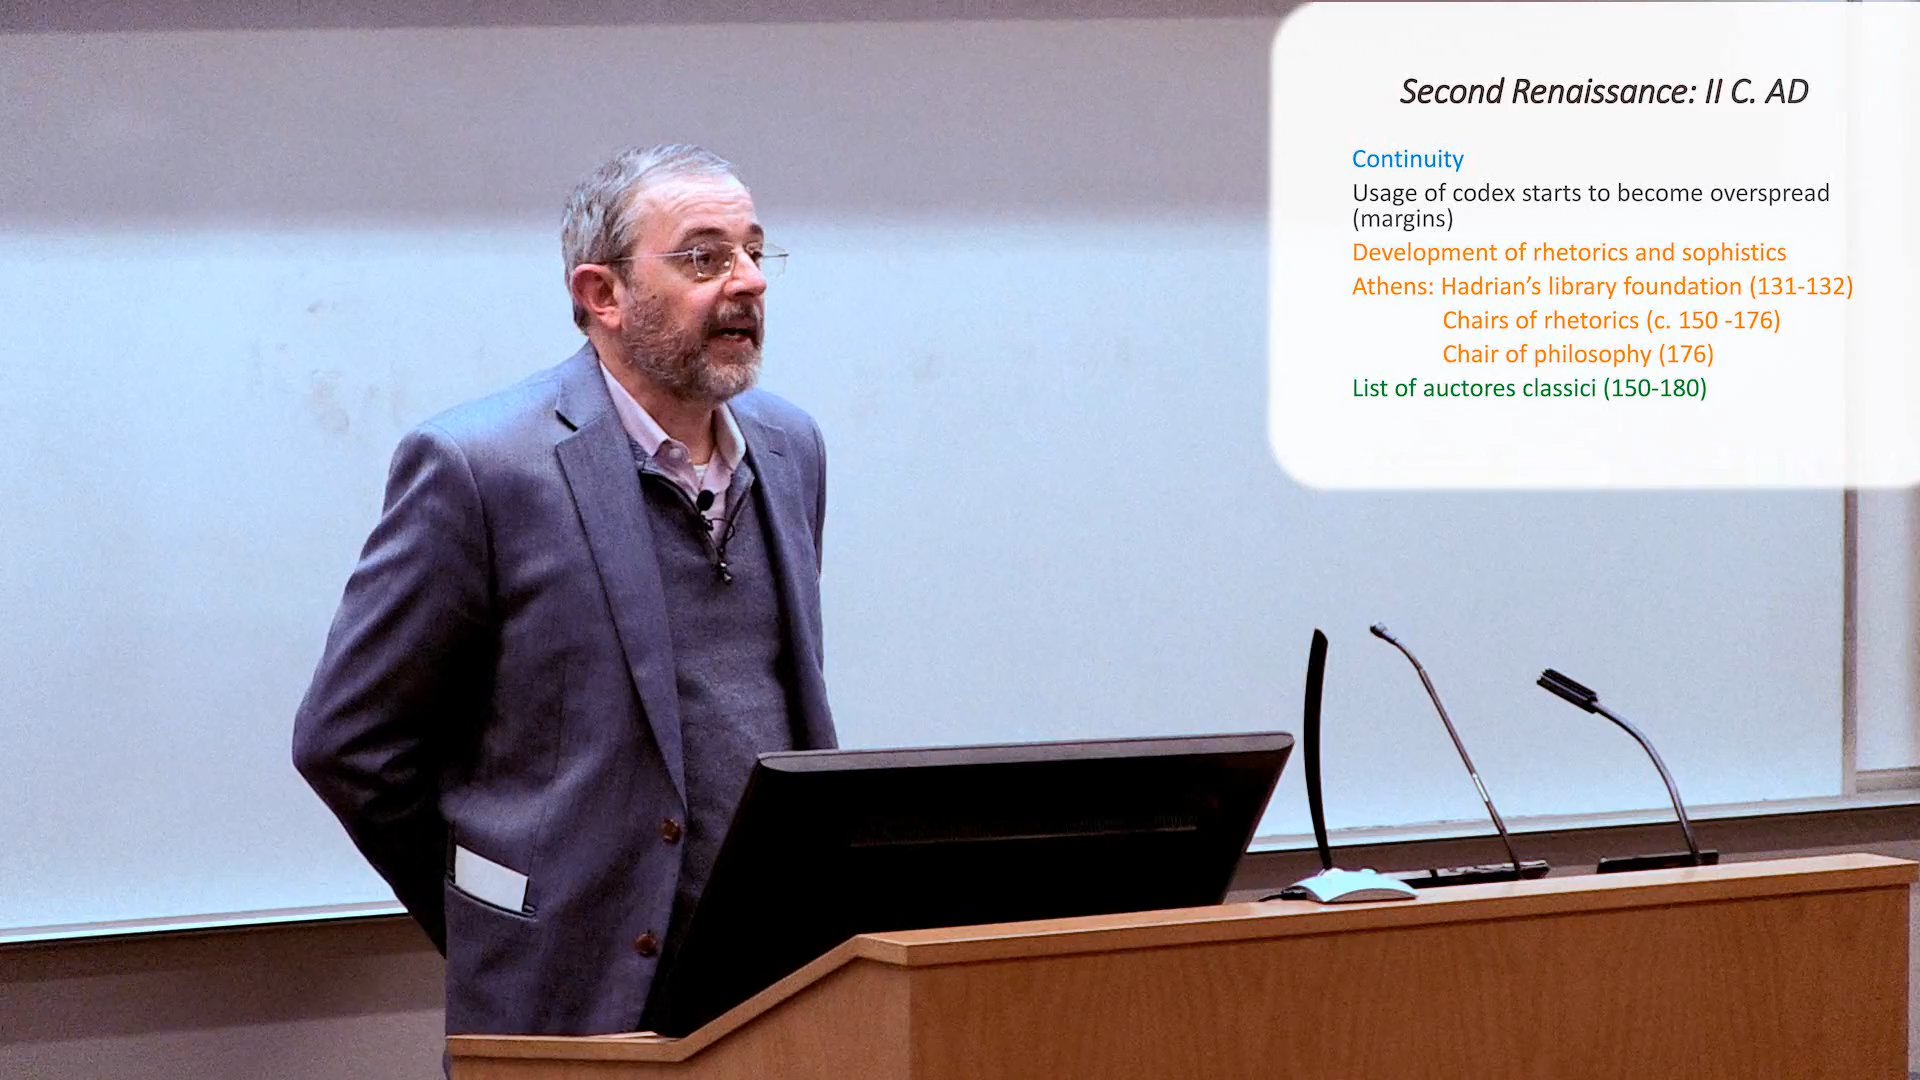 Second Renaissance: II C. AD
Continuity
Usage of codex starts to become overspread
(margins)
Development of rhetorics and sophistics
Athens: Hadrian’s library foundation (131-132)
Chairs of rhetorics (c. 150 -176)
Chair of philosophy (176)
List of auctores classici (150-180)